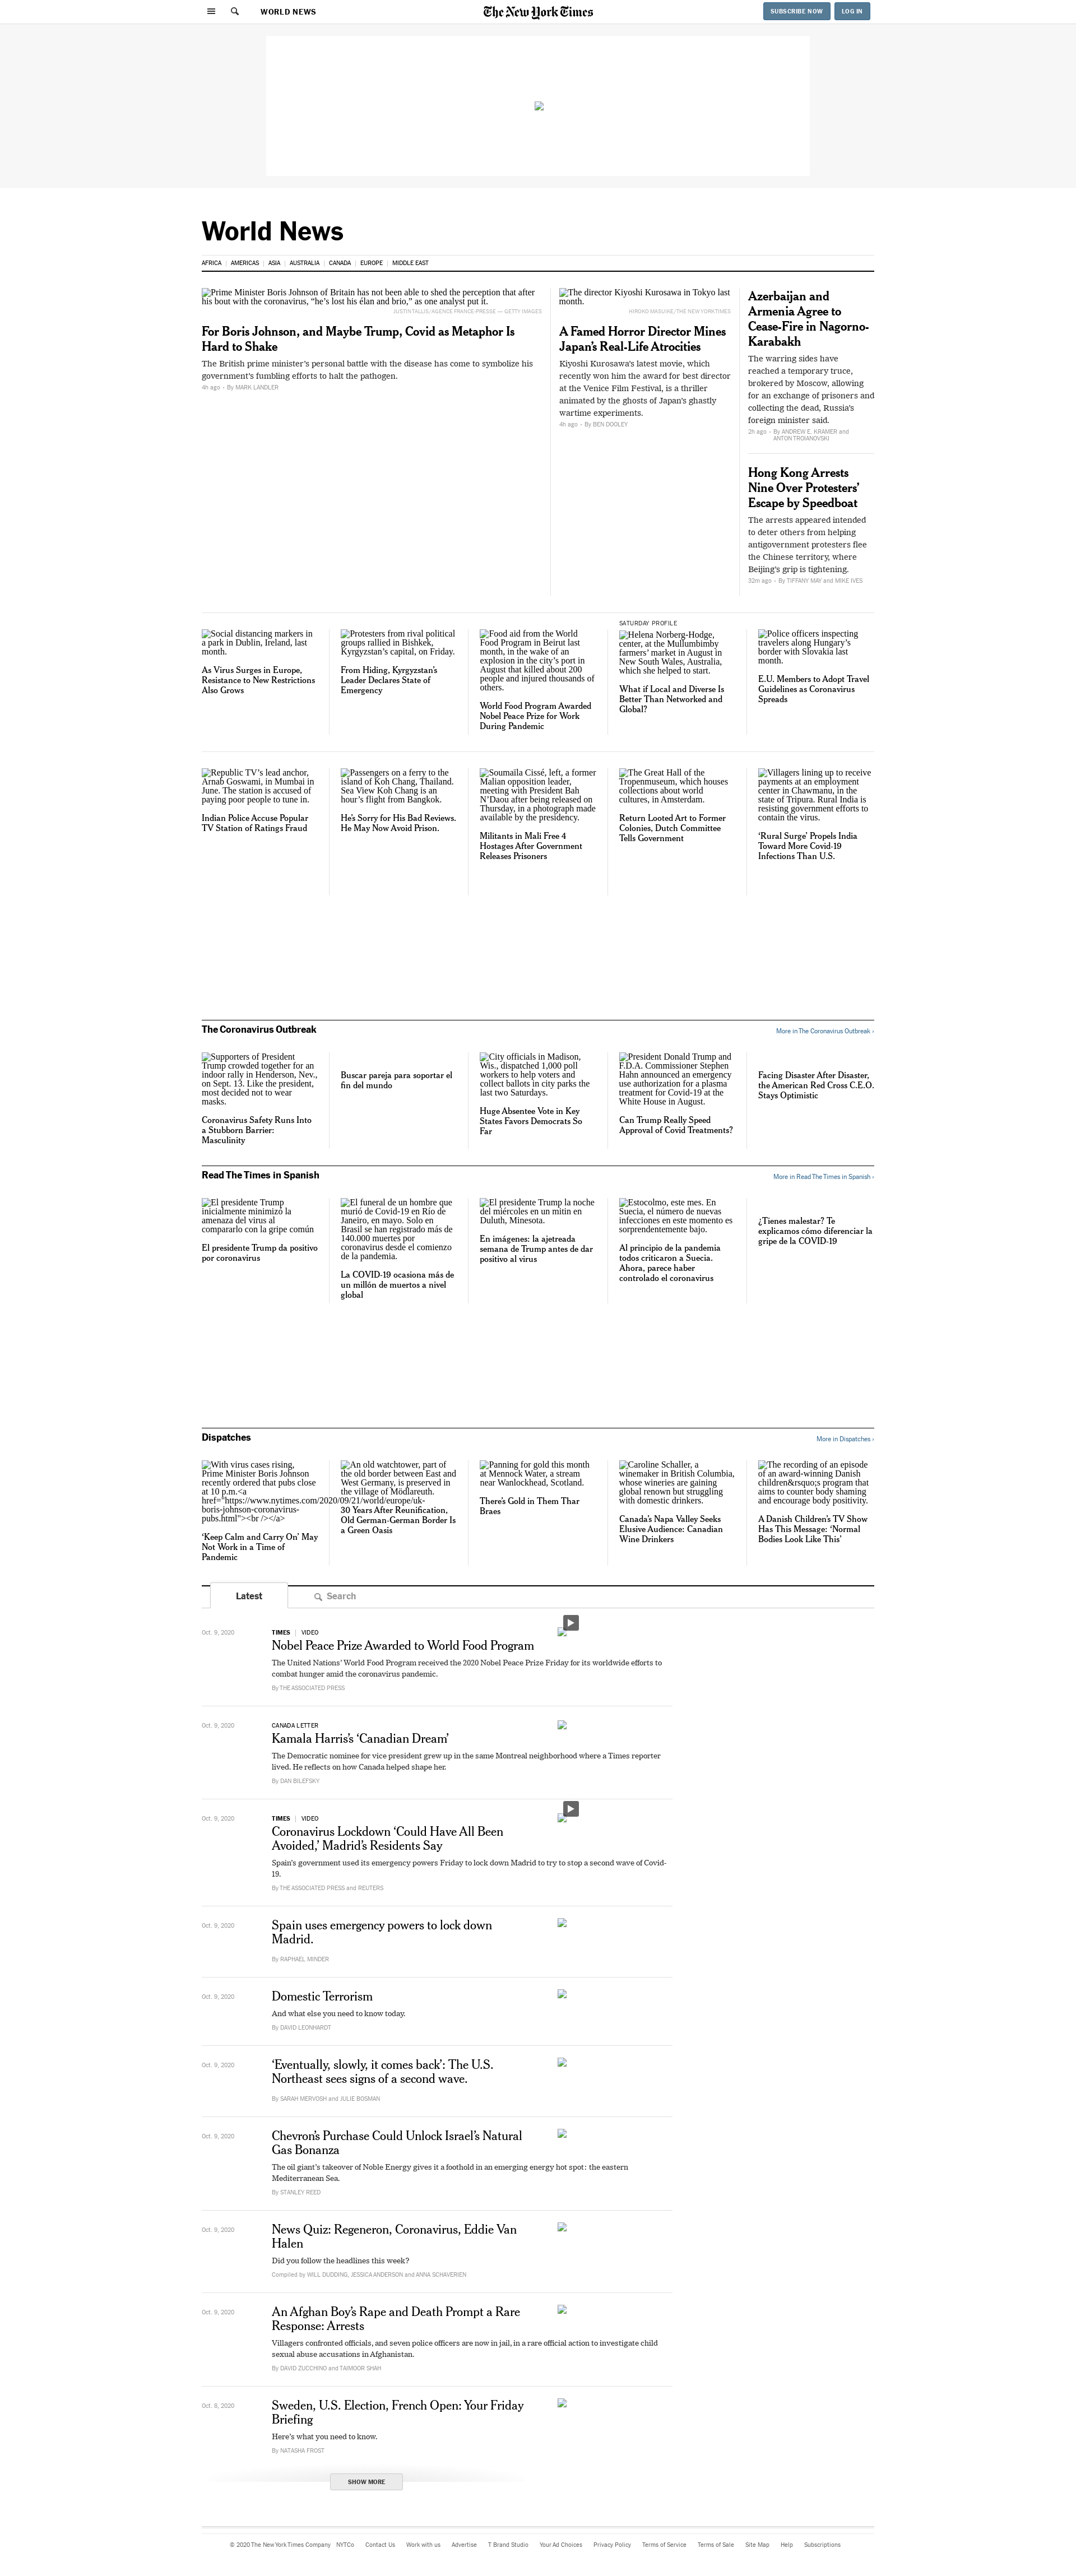 WORLD NEWS
The New York Times
SUBSCRIBE NOW
LOG IN
World News
AFRICA
AMERICAS
ASIA
AUSTRALIA
CANADA
EUROPE
MIDDLE EAST
Prime Minister Boris Johnson of Britain has not been able to shed the perception that after
his bout with the coronavirus, “he’s lost his élan and brio,” as one analyst put it.
JUSTIN TALLIS/AGENCE FRANCE-PRESSE — GETTY IMAGES
For Boris Johnson, and Maybe Trump, Covid as Metaphor Is
Hard to Shake
The British prime minister’s personal battle with the disease has come to symbolize his
government’s fumbling efforts to halt the pathogen.
4h ago · By MARK LANDLER
The director Kiyoshi Kurosawa in Tokyo last
month.
HIROKO MASUIKE/THE NEW YORK TIMES
A Famed Horror Director Mines
Japan’s Real-Life Atrocities
Kiyoshi Kurosawa’s latest movie, which
recently won him the award for best director
at the Venice Film Festival, is a thriller
animated by the ghosts of Japan’s ghastly
wartime experiments.
4h ago · By BEN DOOLEY
Azerbaijan and
Armenia Agree to
Cease-Fire in Nagorno-
Karabakh
The warring sides have
reached a temporary truce,
brokered by Moscow, allowing
for an exchange of prisoners and
collecting the dead, Russia’s
foreign minister said.
2h ago · By ANDREW E. KRAMER and
ANTON TROIANOVSKI
Hong Kong Arrests
Nine Over Protesters’
Escape by Speedboat
The arrests appeared intended
to deter others from helping
antigovernment protesters flee
the Chinese territory, where
Beijing’s grip is tightening.
32m ago · By TIFFANY MAY and MIKE IVES
Social distancing markers in
a park in Dublin, Ireland, last
month.
As Virus Surges in Europe,
Resistance to New Restrictions
Also Grows
Protesters from rival political
groups rallied in Bishkek,
Kyrgyzstan’s capital, on Friday.
From Hiding, Kyrgyzstan’s
Leader Declares State of
Emergency
Food aid from the World
Food Program in Beirut last
month, in the wake of an
explosion in the city’s port in
August that killed about 200
people and injured thousands of
others.
World Food Program Awarded
Nobel Peace Prize for Work
During Pandemic
SATURDAY PROFILE
Helena Norberg-Hodge,
center, at the Mullumbimby
farmers’ market in August in
New South Wales, Australia,
which she helped to start.
What if Local and Diverse Is
Better Than Networked and
Global?
Police officers inspecting
travelers along Hungary’s
border with Slovakia last
month.
E.U. Members to Adopt Travel
Guidelines as Coronavirus
Spreads
Republic TV’s lead anchor,
Arnab Goswami, in Mumbai in
June. The station is accused of
paying poor people to tune in.
Indian Police Accuse Popular
TV Station of Ratings Fraud
Passengers on a ferry to the
island of Koh Chang, Thailand.
Sea View Koh Chang is an
hour’s flight from Bangkok.
He’s Sorry for His Bad Reviews.
He May Now Avoid Prison.
Soumaïla Cissé, left, a former
Malian opposition leader,
meeting with President Bah
N’Daou after being released on
Thursday, in a photograph made
available by the presidency.
Militants in Mali Free 4
Hostages After Government
Releases Prisoners
The Great Hall of the
Tropenmuseum, which houses
collections about world
cultures, in Amsterdam.
Return Looted Art to Former
Colonies, Dutch Committee
Tells Government
Villagers lining up to receive
payments at an employment
center in Chawmanu, in the
state of Tripura. Rural India is
resisting government efforts to
contain the virus.
‘Rural Surge’ Propels India
Toward More Covid-19
Infections Than U.S.
The Coronavirus Outbreak
More in The Coronavirus Outbreak ›
Supporters of President
Trump crowded together for an
indoor rally in Henderson, Nev.,
on Sept. 13. Like the president,
most decided not to wear
masks.
Coronavirus Safety Runs Into
a Stubborn Barrier:
Masculinity
Buscar pareja para soportar el
fin del mundo
City officials in Madison,
Wis., dispatched 1,000 poll
workers to help voters and
collect ballots in city parks the
last two Saturdays.
Huge Absentee Vote in Key
States Favors Democrats So
Far
President Donald Trump and
F.D.A. Commissioner Stephen
Hahn announced an emergency
use authorization for a plasma
treatment for Covid-19 at the
White House in August.
Can Trump Really Speed
Approval of Covid Treatments?
Facing Disaster After Disaster,
the American Red Cross C.E.O.
Stays Optimistic
Read The Times in Spanish
More in Read The Times in Spanish ›
El presidente Trump
inicialmente minimizó la
amenaza del virus al
compararlo con la gripe común
El presidente Trump da positivo
por coronavirus
El funeral de un hombre que
murió de Covid-19 en Río de
Janeiro, en mayo. Solo en
Brasil se han registrado más de
140.000 muertes por
coronavirus desde el comienzo
de la pandemia.
La COVID-19 ocasiona más de
un millón de muertos a nivel
global
El presidente Trump la noche
del miércoles en un mitin en
Duluth, Minesota.
En imágenes: la ajetreada
semana de Trump antes de dar
positivo al virus
Estocolmo, este mes. En
Suecia, el número de nuevas
infecciones en este momento es
sorprendentemente bajo.
Al principio de la pandemia
todos criticaron a Suecia.
Ahora, parece haber
controlado el coronavirus
¿Tienes malestar? Te
explicamos cómo diferenciar la
gripe de la COVID-19
Dispatches
More in Dispatches ›
With virus cases rising,
Prime Minister Boris Johnson
recently ordered that pubs close
at 10 p.m.<a
href="https://www.nytimes.com/2020/09/21/world/europe/uk-
boris-johnson-coronavirus-
pubs.html"><br /></a>
‘Keep Calm and Carry On’ May
Not Work in a Time of
Pandemic
An old watchtower, part of
the old border between East and
West Germany, is preserved in
the village of Mödlareuth.
30 Years After Reunification,
Old German-German Border Is
a Green Oasis
Panning for gold this month
at Mennock Water, a stream
near Wanlockhead, Scotland.
There’s Gold in Them Thar
Braes
Caroline Schaller, a
winemaker in British Columbia,
whose wineries are gaining
global renown but struggling
with domestic drinkers.
Canada’s Napa Valley Seeks
Elusive Audience: Canadian
Wine Drinkers
The recording of an episode
of an award-winning Danish
children&rsquo;s program that
aims to counter body shaming
and encourage body positivity.
A Danish Children’s TV Show
Has This Message: ‘Normal
Bodies Look Like This’
Latest
Search
Oct. 9, 2020
TIMES | VIDEO
Nobel Peace Prize Awarded to World Food Program
The United Nations’ World Food Program received the 2020 Nobel Peace Prize Friday for its worldwide efforts to
combat hunger amid the coronavirus pandemic.
By THE ASSOCIATED PRESS
Oct. 9, 2020
CANADA LETTER
Kamala Harris’s ‘Canadian Dream’
The Democratic nominee for vice president grew up in the same Montreal neighborhood where a Times reporter
lived. He reflects on how Canada helped shape her.
By DAN BILEFSKY
Oct. 9, 2020
TIMES | VIDEO
Coronavirus Lockdown ‘Could Have All Been
Avoided,’ Madrid’s Residents Say
Spain’s government used its emergency powers Friday to lock down Madrid to try to stop a second wave of Covid-
19.
By THE ASSOCIATED PRESS and REUTERS
Oct. 9, 2020
Spain uses emergency powers to lock down
Madrid.
By RAPHAEL MINDER
Oct. 9, 2020
Domestic Terrorism
And what else you need to know today.
By DAVID LEONHARDT
Oct. 9, 2020
‘Eventually, slowly, it comes back’: The U.S.
Northeast sees signs of a second wave.
By SARAH MERVOSH and JULIE BOSMAN
Oct. 9, 2020
Chevron’s Purchase Could Unlock Israel’s Natural
Gas Bonanza
The oil giant’s takeover of Noble Energy gives it a foothold in an emerging energy hot spot: the eastern
Mediterranean Sea.
By STANLEY REED
Oct. 9, 2020
News Quiz: Regeneron, Coronavirus, Eddie Van
Halen
Did you follow the headlines this week?
Compiled by WILL DUDDING, JESSICA ANDERSON and ANNA SCHAVERIEN
Oct. 9, 2020
An Afghan Boy’s Rape and Death Prompt a Rare
Response: Arrests
Villagers confronted officials, and seven police officers are now in jail, in a rare official action to investigate child
sexual abuse accusations in Afghanistan.
By DAVID ZUCCHINO and TAIMOOR SHAH
Oct. 8, 2020
Sweden, U.S. Election, French Open: Your Friday
Briefing
Here’s what you need to know.
By NATASHA FROST
SHOW MORE
© 2020 The New York Times Company
NYTCo
Contact Us
Work with us
Advertise
T Brand Studio
Your Ad Choices
Privacy Policy
Terms of Service
Terms of Sale
Site Map
Help
Subscriptions